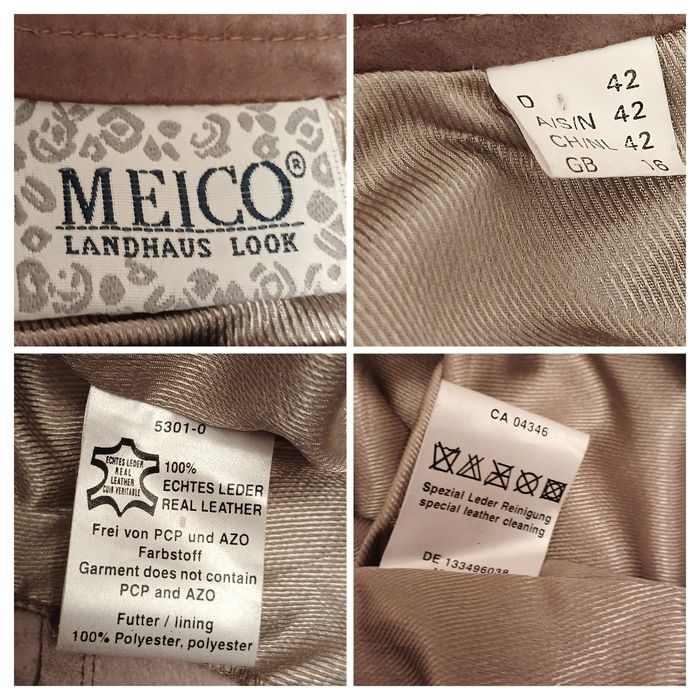 MEICO®
LANDHAUS LOOK
D 42
A/S/N 42
CH/NL 42
GB 16
5301-0
ECHTES LEDER
REAL
LEATHER
CUIR VERITABLE
100%
ECHTES LEDER
REAL LEATHER
Frei von PCP und AZO
Farbstoff
Garment does not contain
PCP and AZO
Futter / lining
100% Polyester, polyester
CA 04346
Spezial Leder Reinigung
special leather cleaning
DE 133496038